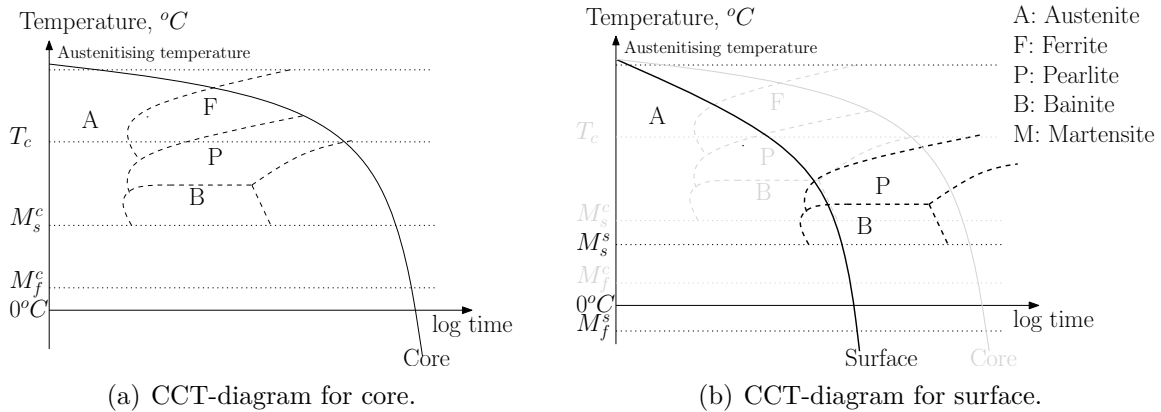 Temperature, °C
Austenitising temperature
F
A
T_c
P
B
M_s^c
M_f^c
0°C
log time
Core
(a) CCT-diagram for core.
Temperature, °C
Austenitising temperature
F
A
T_c
P
P
B
M_s^c
B
M_s^s
M_f^c
0°C
M_f^s
log time
Surface
Core
(b) CCT-diagram for surface.
A: Austenite
F: Ferrite
P: Pearlite
B: Bainite
M: Martensite